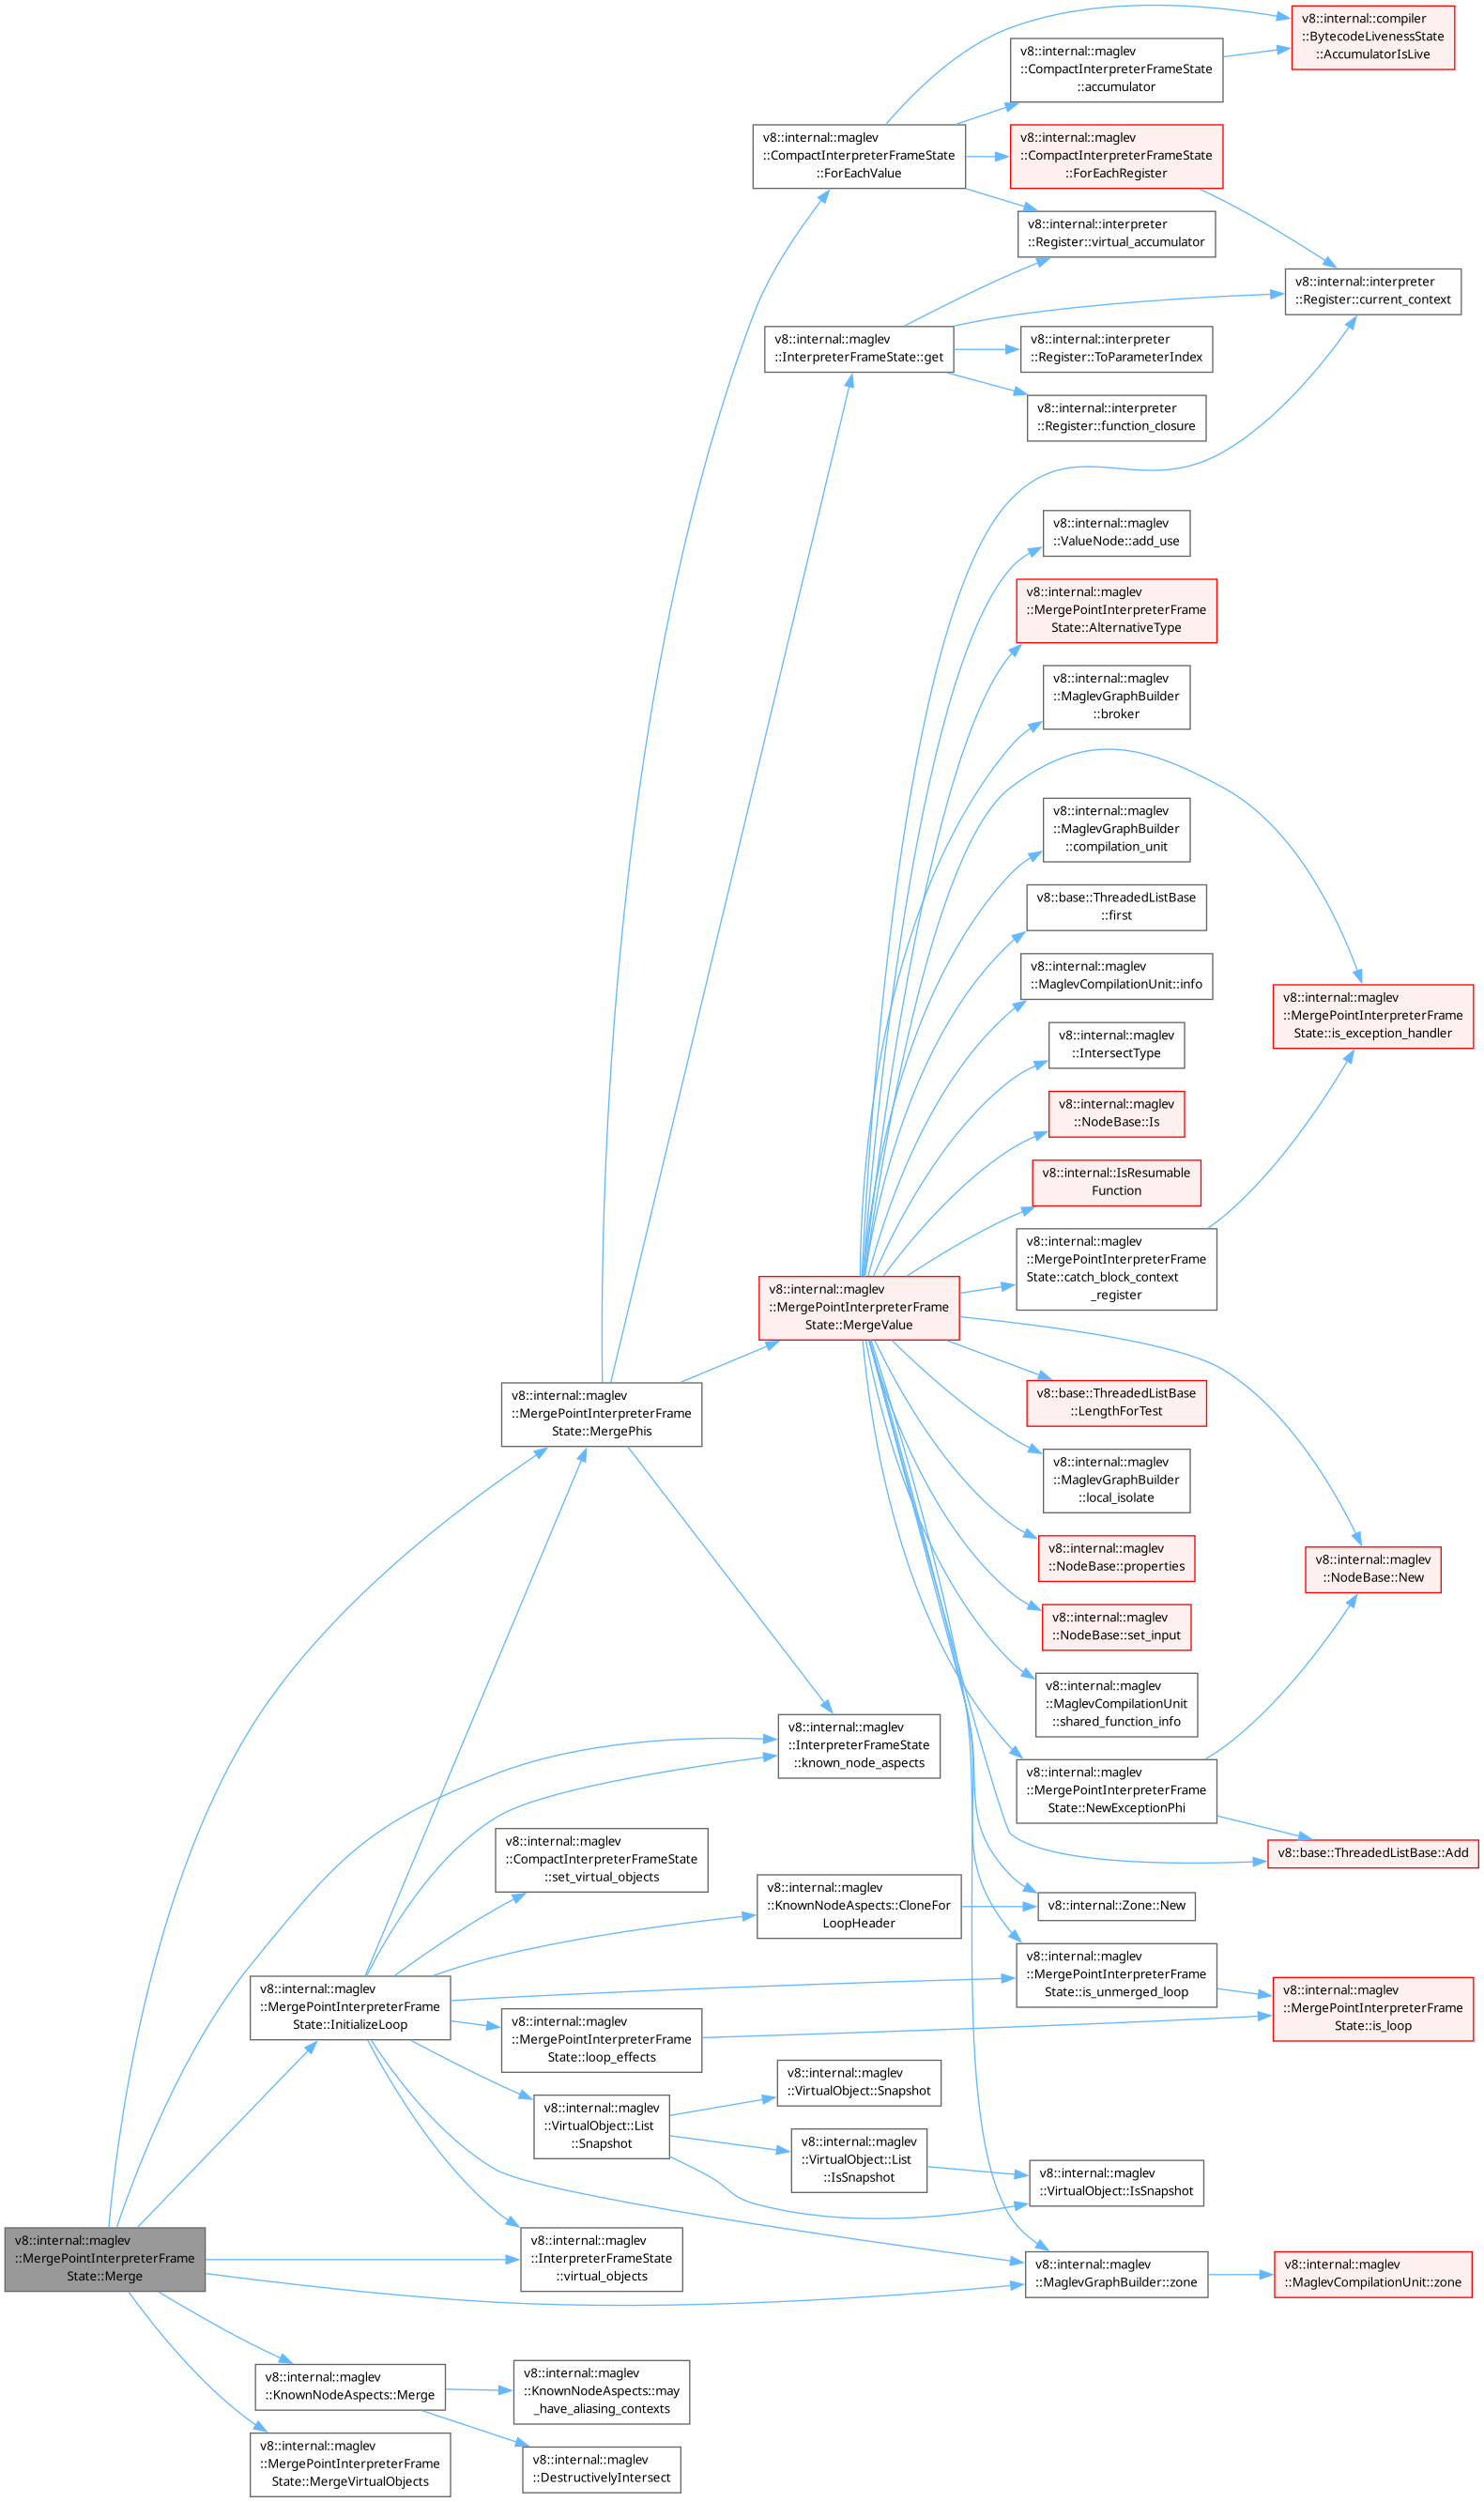 v8::internal::compiler
::BytecodeLivenessState
::AccumulatorIsLive
v8::internal::maglev
::CompactInterpreterFrameState
::accumulator
v8::internal::maglev
::CompactInterpreterFrameState
::ForEachValue
v8::internal::maglev
::CompactInterpreterFrameState
::ForEachRegister
v8::internal::interpreter
::Register::virtual_accumulator
v8::internal::interpreter
::Register::current_context
v8::internal::maglev
::InterpreterFrameState::get
v8::internal::interpreter
::Register::ToParameterIndex
v8::internal::interpreter
::Register::function_closure
v8::internal::maglev
::ValueNode::add_use
v8::internal::maglev
::MergePointInterpreterFrame
State::AlternativeType
v8::internal::maglev
::MaglevGraphBuilder
::broker
v8::internal::maglev
::MaglevGraphBuilder
::compilation_unit
v8::base::ThreadedListBase
::first
v8::internal::maglev
::MaglevCompilationUnit::info
v8::internal::maglev
::MergePointInterpreterFrame
State::is_exception_handler
v8::internal::maglev
::IntersectType
v8::internal::maglev
::NodeBase::Is
v8::internal::IsResumable
Function
v8::internal::maglev
::MergePointInterpreterFrame
State::catch_block_context
_register
v8::internal::maglev
::MergePointInterpreterFrame
State::MergeValue
v8::internal::maglev
::MergePointInterpreterFrame
State::MergePhis
v8::base::ThreadedListBase
::LengthForTest
v8::internal::maglev
::MaglevGraphBuilder
::local_isolate
v8::internal::maglev
::NodeBase::properties
v8::internal::maglev
::NodeBase::New
v8::internal::maglev
::NodeBase::set_input
v8::internal::maglev
::MaglevCompilationUnit
::shared_function_info
v8::internal::maglev
::InterpreterFrameState
::known_node_aspects
v8::internal::maglev
::MergePointInterpreterFrame
State::NewExceptionPhi
v8::base::ThreadedListBase::Add
v8::internal::maglev
::CompactInterpreterFrameState
::set_virtual_objects
v8::internal::maglev
::KnownNodeAspects::CloneFor
LoopHeader
v8::internal::Zone::New
v8::internal::maglev
::MergePointInterpreterFrame
State::InitializeLoop
v8::internal::maglev
::MergePointInterpreterFrame
State::is_unmerged_loop
v8::internal::maglev
::MergePointInterpreterFrame
State::is_loop
v8::internal::maglev
::MergePointInterpreterFrame
State::loop_effects
v8::internal::maglev
::VirtualObject::Snapshot
v8::internal::maglev
::VirtualObject::List
::Snapshot
v8::internal::maglev
::VirtualObject::List
::IsSnapshot
v8::internal::maglev
::VirtualObject::IsSnapshot
v8::internal::maglev
::MergePointInterpreterFrame
State::Merge
v8::internal::maglev
::InterpreterFrameState
::virtual_objects
v8::internal::maglev
::MaglevGraphBuilder::zone
v8::internal::maglev
::MaglevCompilationUnit::zone
v8::internal::maglev
::KnownNodeAspects::Merge
v8::internal::maglev
::KnownNodeAspects::may
_have_aliasing_contexts
v8::internal::maglev
::MergePointInterpreterFrame
State::MergeVirtualObjects
v8::internal::maglev
::DestructivelyIntersect